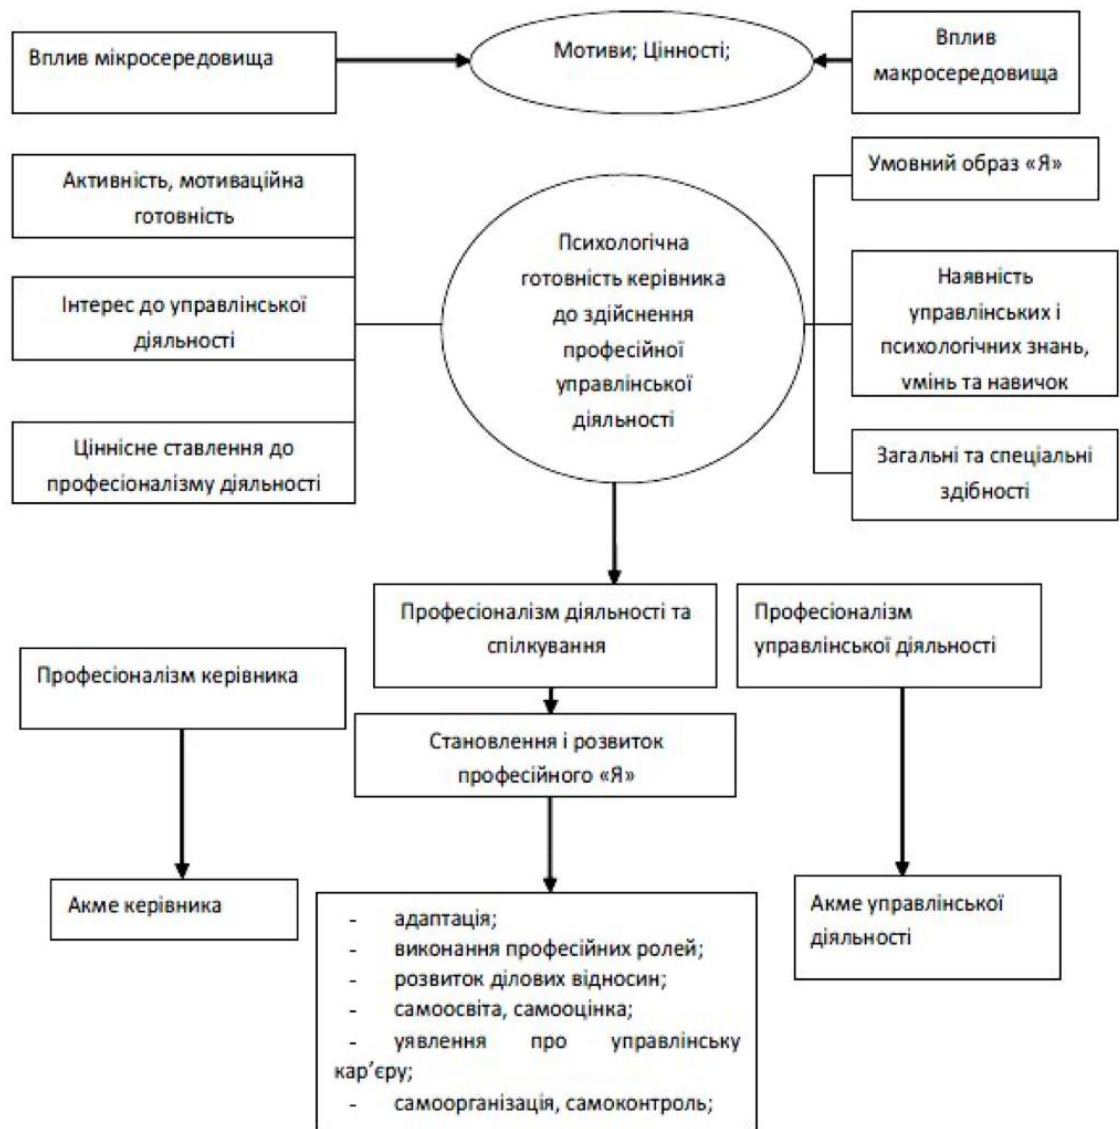 Вплив мікросередовища
Мотиви; Цінності;
Вплив
макросередовища
Активність, мотиваційна
готовність
Інтерес до управлінської
діяльності
Ціннісне ставлення до
професіоналізму діяльності
Психологічна
готовність керівника
до здійснення
професійної
управлінської
діяльності
Умовний образ «Я»
Наявність
управлінських і
психологічних знань,
умінь та навичок
Загальні та спеціальні
здібності
Професіоналізм керівника
Професіоналізм діяльності та
спілкування
Професіоналізм
управлінської діяльності
Становлення і розвиток
професійного «Я»
Акме керівника
- адаптація;
- виконання професійних ролей;
- розвиток ділових відносин;
- самоосвіта, самооцінка;
- уявлення про управлінську
кар’єру;
- самоорганізація, самоконтроль;
Акме управлінської
діяльності